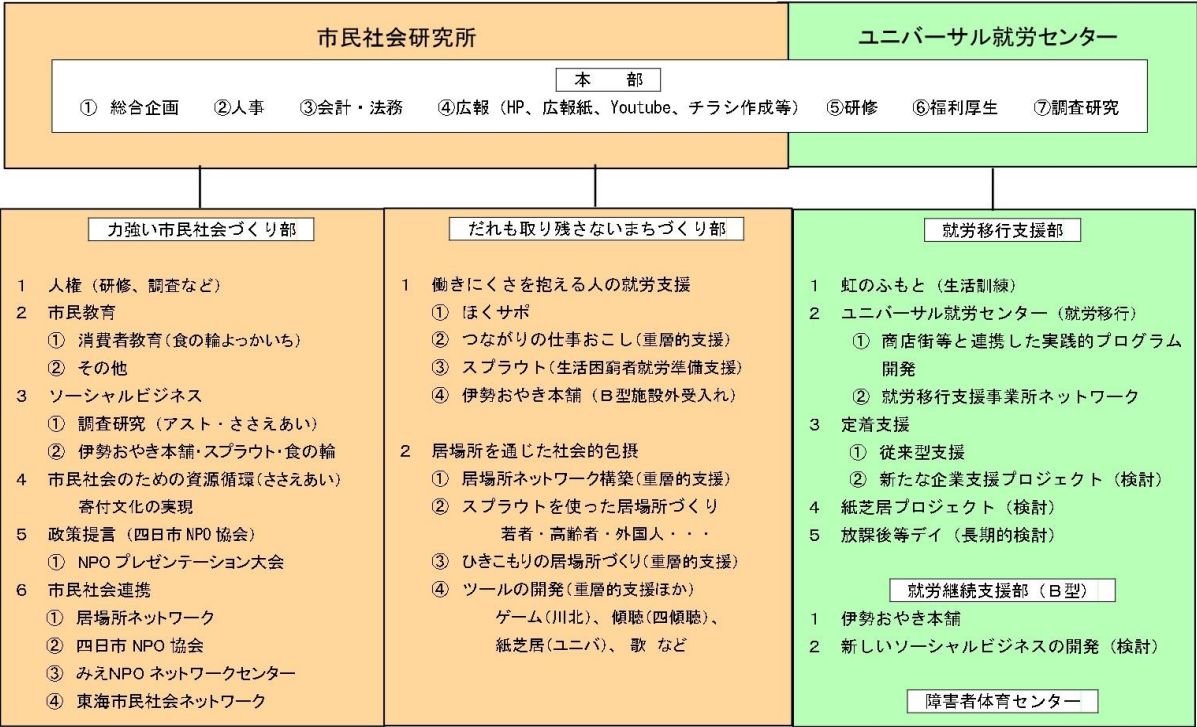 市民社会研究所
ユニバーサル就労センター
本　　部
① 総合企画　②人事　③会計・法務　④広報（HP、広報紙、Youtube、チラシ作成等）　⑤研修　⑥福利厚生　⑦調査研究
力強い市民社会づくり部
1　人権（研修、調査など）
2　市民教育
① 消費者教育(食の輪よっかいち)
② その他
3　ソーシャルビジネス
① 調査研究（アスト・ささえあい）
② 伊勢おやき本舗・スプラウト・食の輪
4　市民社会のための資源循環(ささえあい)
寄付文化の実現
5　政策提言（四日市 NPO 協会）
① NPO プレゼンテーション大会
6　市民社会連携
① 居場所ネットワーク
② 四日市 NPO 協会
③ みえNPO ネットワークセンター
④ 東海市民社会ネットワーク
だれも取り残さないまちづくり部
1　働きにくさを抱える人の就労支援
① ほくサポ
② つながりの仕事おこし(重層的支援)
③ スプラウト(生活困窮者就労準備支援)
④ 伊勢おやき本舗（Ｂ型施設外受入れ）
2　居場所を通じた社会的包摂
① 居場所ネットワーク構築(重層的支援)
② スプラウトを使った居場所づくり
若者・高齢者・外国人・・・
③ ひきこもりの居場所づくり(重層的支援)
④ ツールの開発(重層的支援ほか)
ゲーム(川北)、傾聴(四傾聴)、
紙芝居(ユニバ)、歌 など
就労移行支援部
1　虹のふもと（生活訓練）
2　ユニバーサル就労センター（就労移行）
① 商店街等と連携した実践的プログラム
開発
② 就労移行支援事業所ネットワーク
3　定着支援
① 従来型支援
② 新たな企業支援プロジェクト（検討）
4　紙芝居プロジェクト（検討）
5　放課後等デイ（長期的検討）
就労継続支援部（Ｂ型）
1　伊勢おやき本舗
2　新しいソーシャルビジネスの開発（検討）
障害者体育センター